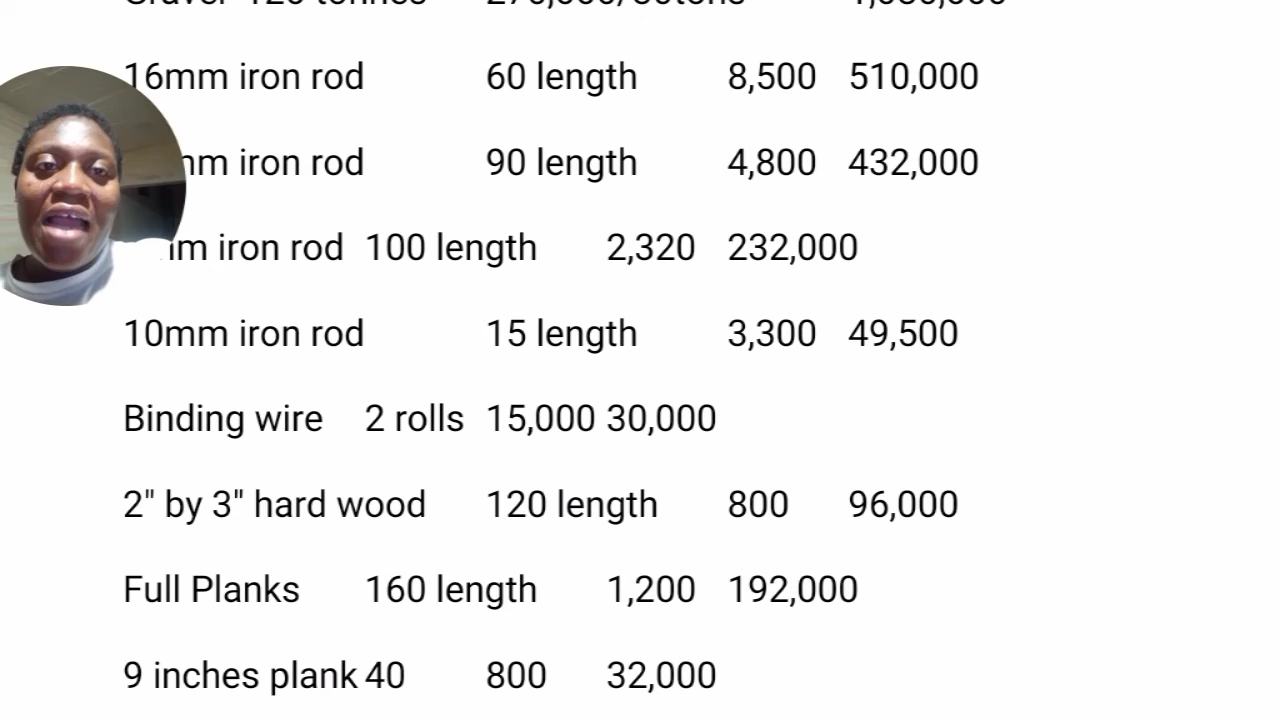 16mm iron rod 60 length 8,500 510,000
mm iron rod 90 length 4,800 432,000
iron rod 100 length 2,320 232,000
10mm iron rod 15 length 3,300 49,500
Binding wire 2 rolls 15,000 30,000
2" by 3" hard wood 120 length 800 96,000
Full Planks 160 length 1,200 192,000
9 inches plank 40 800 32,000